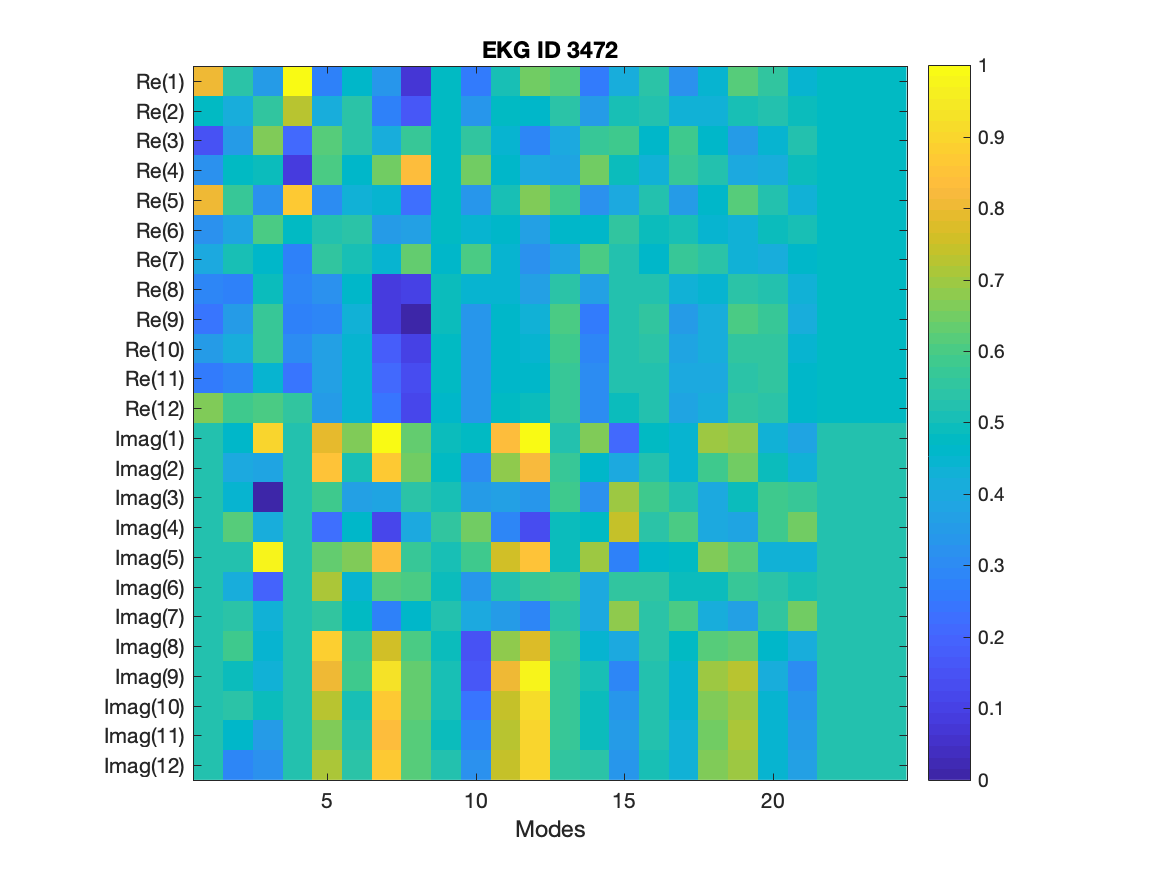 EKG ID 3472
Re(1)
Re(2)
Re(3)
Re(4)
Re(5)
Re(6)
Re(7)
Re(8)
Re(9)
Re(10)
Re(11)
Re(12)
Imag(1)
Imag(2)
Imag(3)
Imag(4)
Imag(5)
Imag(6)
Imag(7)
Imag(8)
Imag(9)
Imag(10)
Imag(11)
Imag(12)
5 10 15 20
Modes
1
0.9
0.8
0.7
0.6
0.5
0.4
0.3
0.2
0.1
0